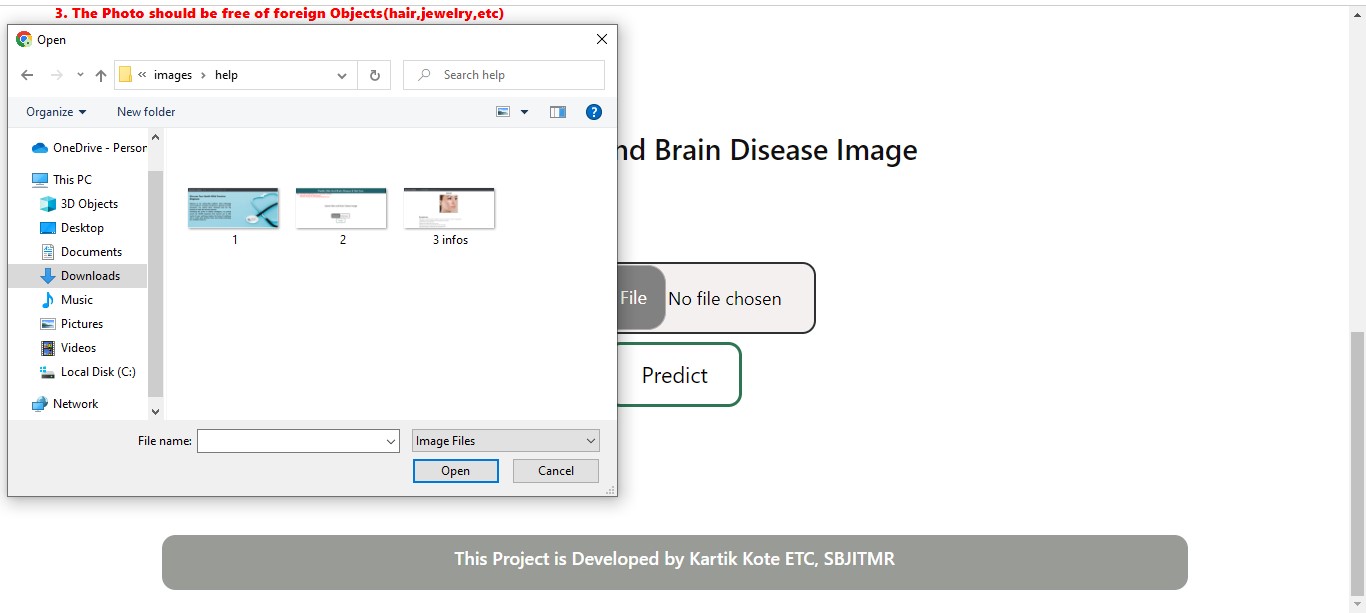 3. The Photo should be free of foreign Objects(hair,jewelry,etc)
Open
« images › help
Search help
Organize
New folder
?
OneDrive - Person
This PC
3D Objects
Desktop
Documents
Downloads
Music
Pictures
Videos
Local Disk (C:)
Network
1
2
3 infos
File name:
Image Files
Open
Cancel
nd Brain Disease Image
File
No file chosen
Predict
This Project is Developed by Kartik Kote ETC, SBJITMR